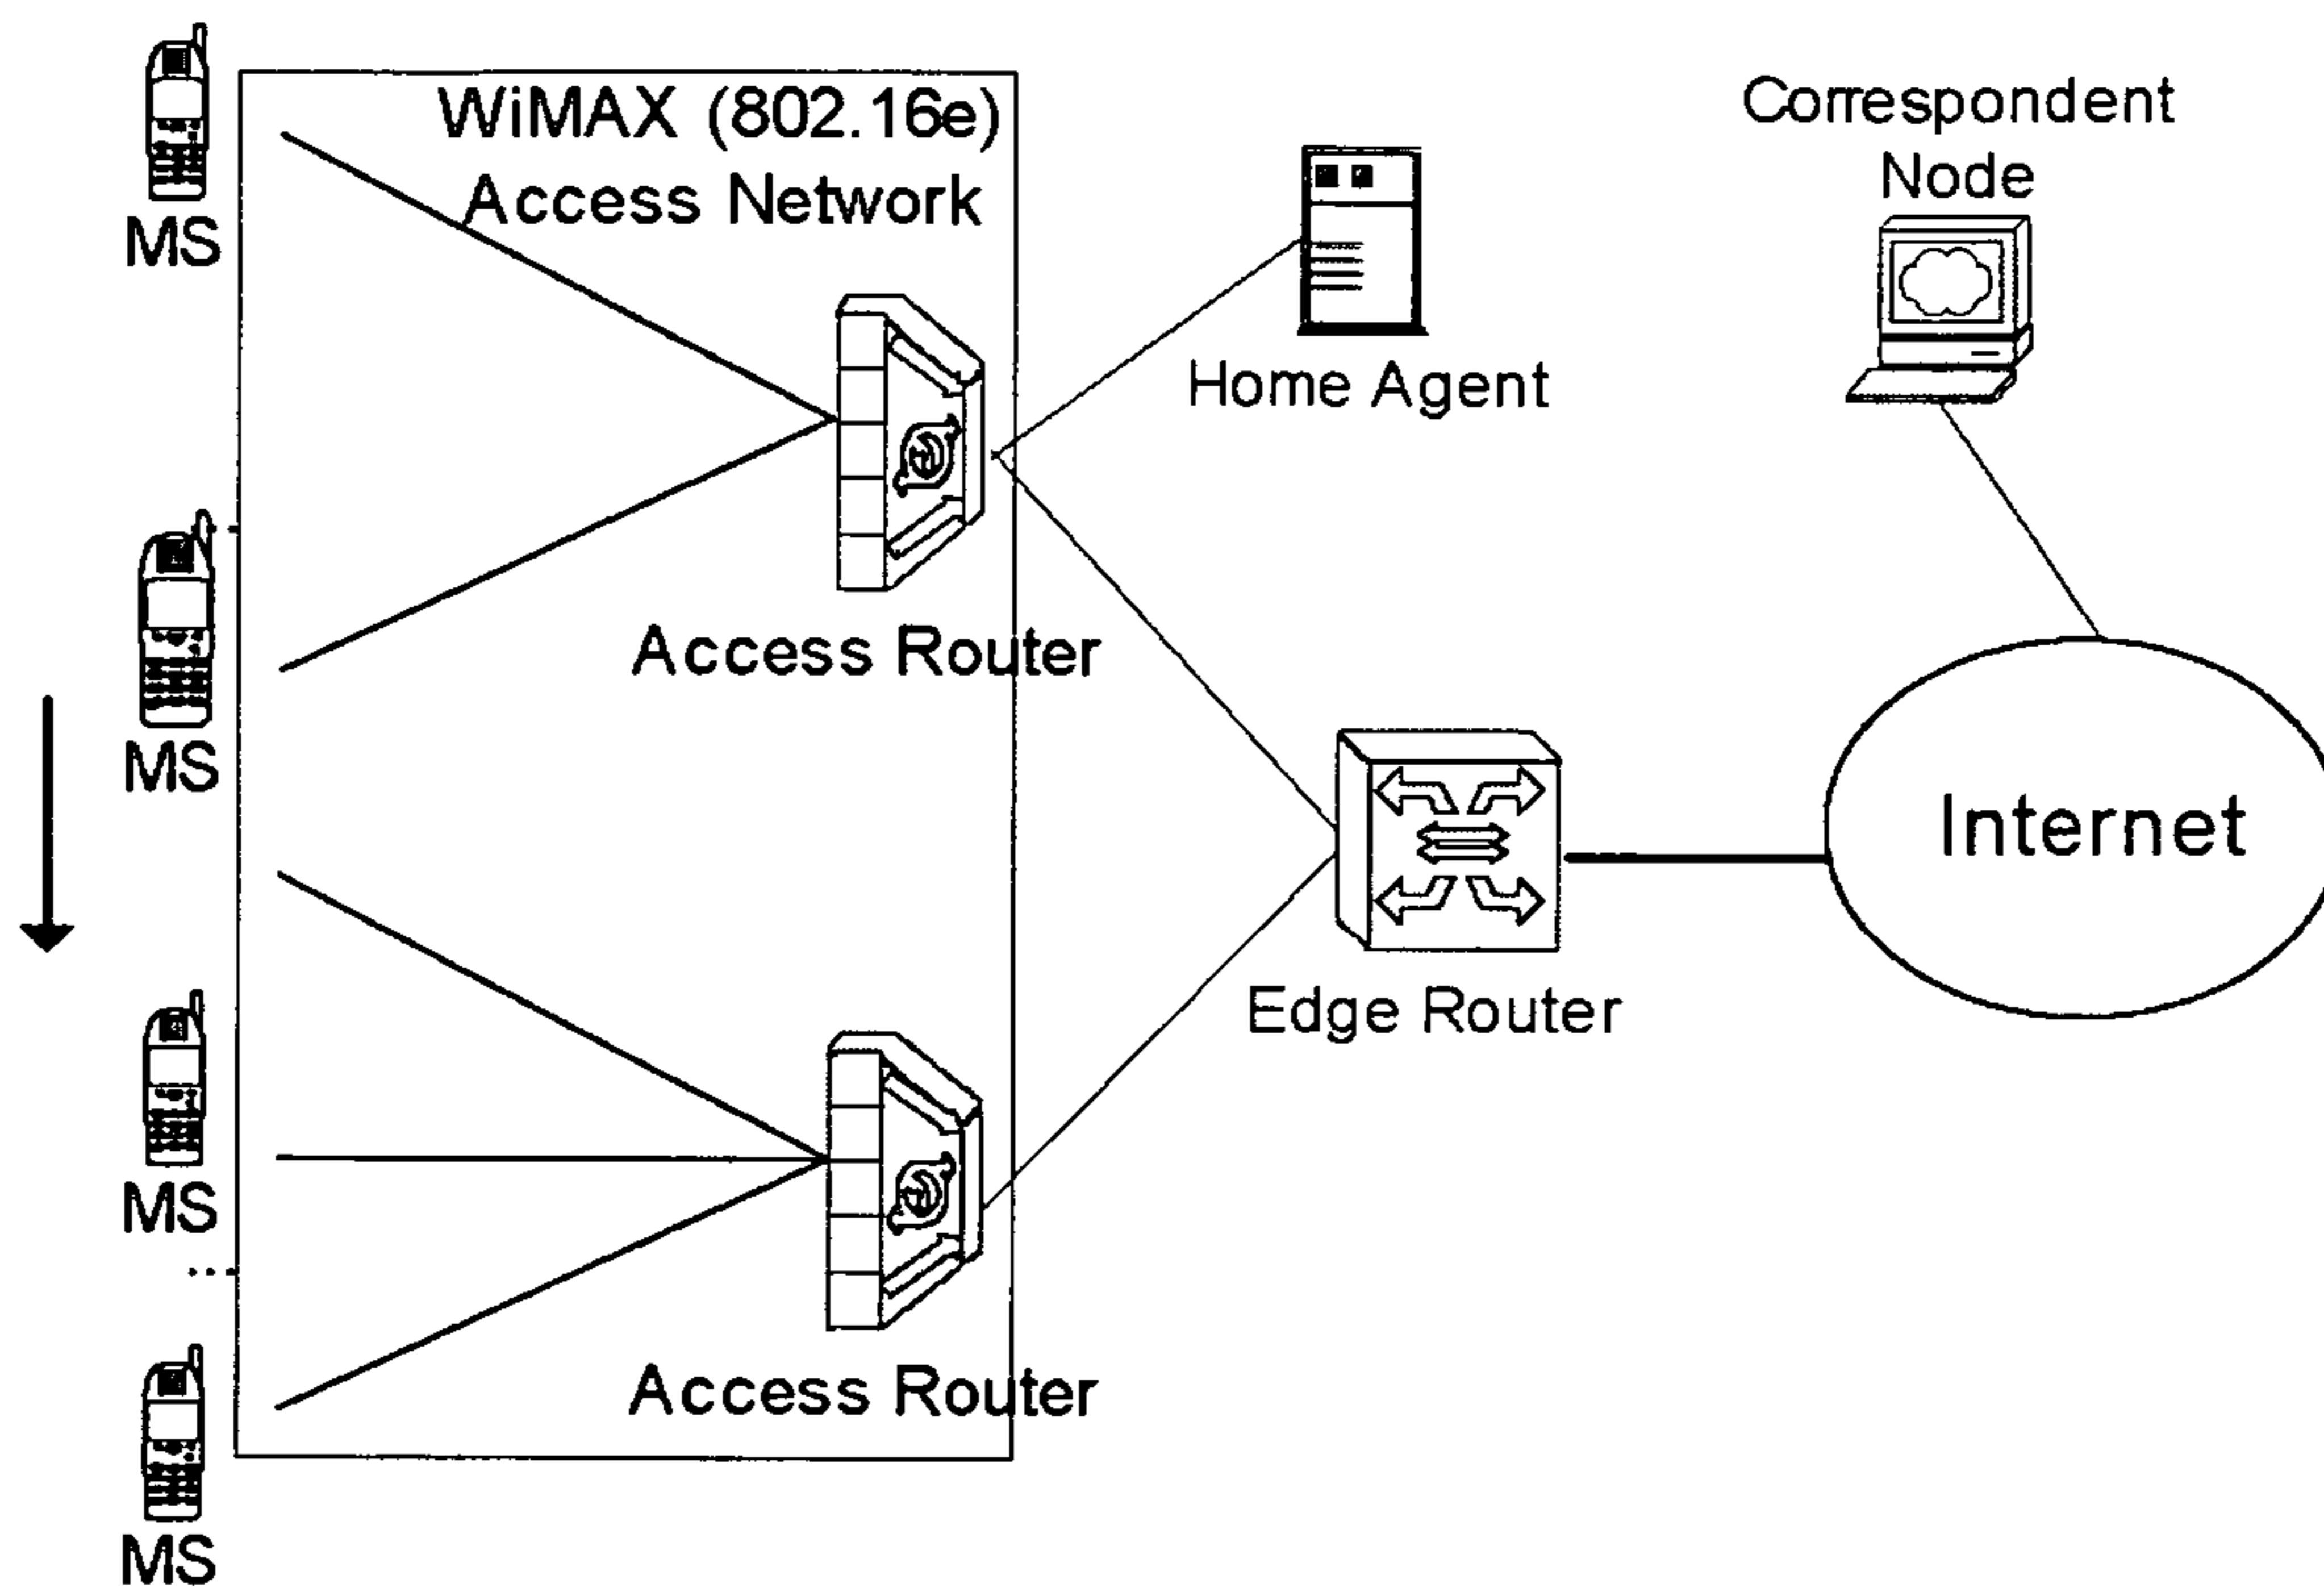 WiMAX (802.16e)
Access Network
Correspondent
Node
MS
Home Agent
Access Router
MS
Internet
Edge Router
MS
Access Router
MS